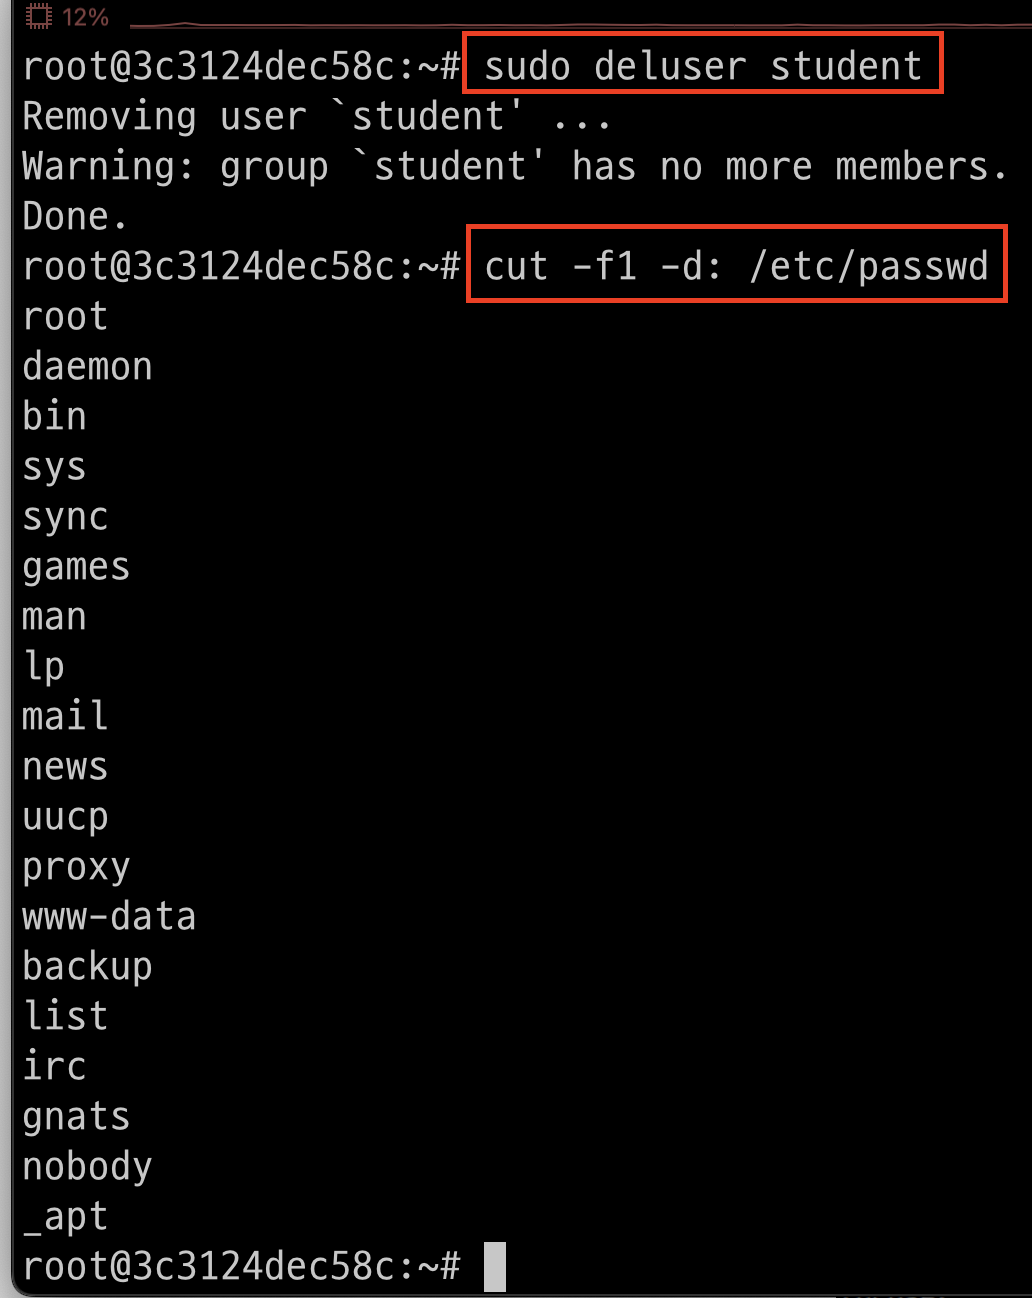 12%
root@3c3124dec58c:~# sudo deluser student
Removing user `student' ...
Warning: group `student' has no more members.
Done.
root@3c3124dec58c:~# cut -f1 -d: /etc/passwd
root
daemon
bin
sys
sync
games
man
lp
mail
news
uucp
proxy
www-data
backup
list
irc
gnats
nobody
_apt
root@3c3124dec58c:~#